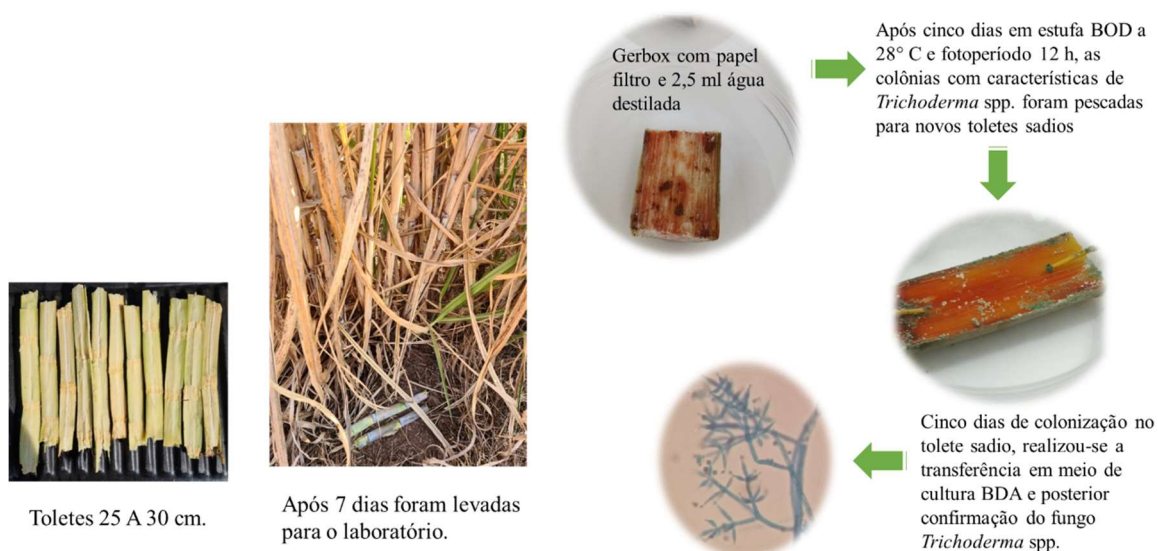 Toletes 25 A 30 cm.
Após 7 dias foram levadas
para o laboratório.
Gerbox com papel
filtro e 2,5 ml água
destilada
Após cinco dias em estufa BOD a
28° C e fotoperíodo 12 h, as
colônias com características de
Trichoderma spp. foram pescadas
para novos toletes sadios
Cinco dias de colonização no
tolete sadio, realizou-se a
transferência em meio de
cultura BDA e posterior
confirmação do fungo
Trichoderma spp.